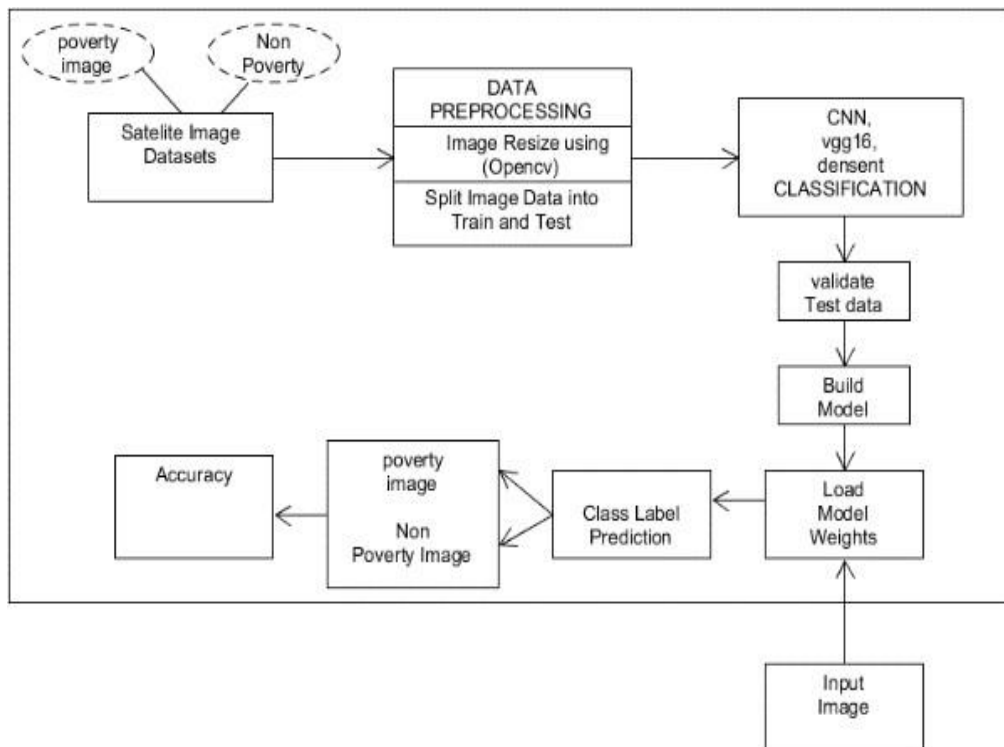 poverty
image
Non
Poverty
Satelite Image
Datasets
DATA
PREPROCESSING
Image Resize using
(Opencv)
Split Image Data into
Train and Test
CNN,
vgg16,
densent
CLASSIFICATION
validate
Test data
Build
Model
Load
Model
Weights
Class Label
Prediction
poverty
image
Non
Poverty Image
Accuracy
Input
Image